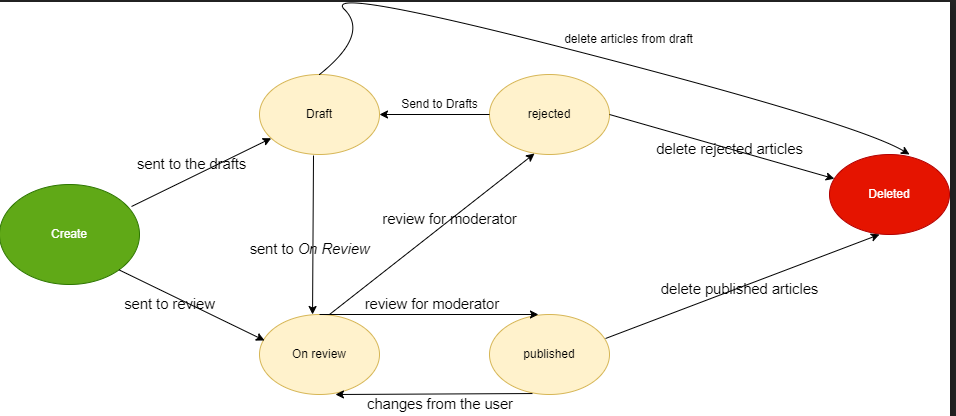 delete articles from draft
Draft
Send to Drafts
rejected
sent to the drafts
delete rejected articles
Deleted
Create
review for moderator
sent to On Review
sent to review
review for moderator
delete published articles
On review
published
changes from the user